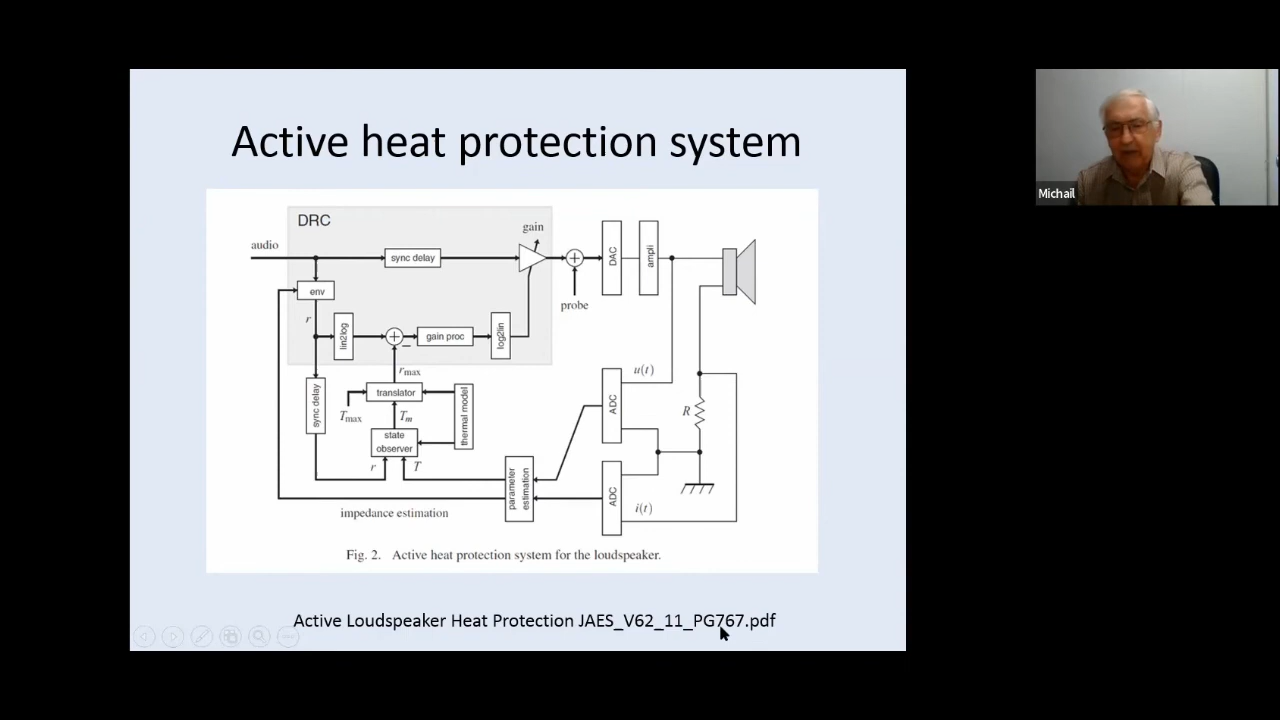 Active heat protection system
DRC
audio
gain
sync delay
env
r
lin2log
gain proc
log2lin
probe
DAC
ampli
r_max
translator
T_max
T_m
thermal model
state
observer
sync delay
r
T
parameter
estimation
ADC
ADC
u(t)
i(t)
R
impedance estimation
Fig. 2. Active heat protection system for the loudspeaker.
Active Loudspeaker Heat Protection JAES_V62_11_PG767.pdf
Michail